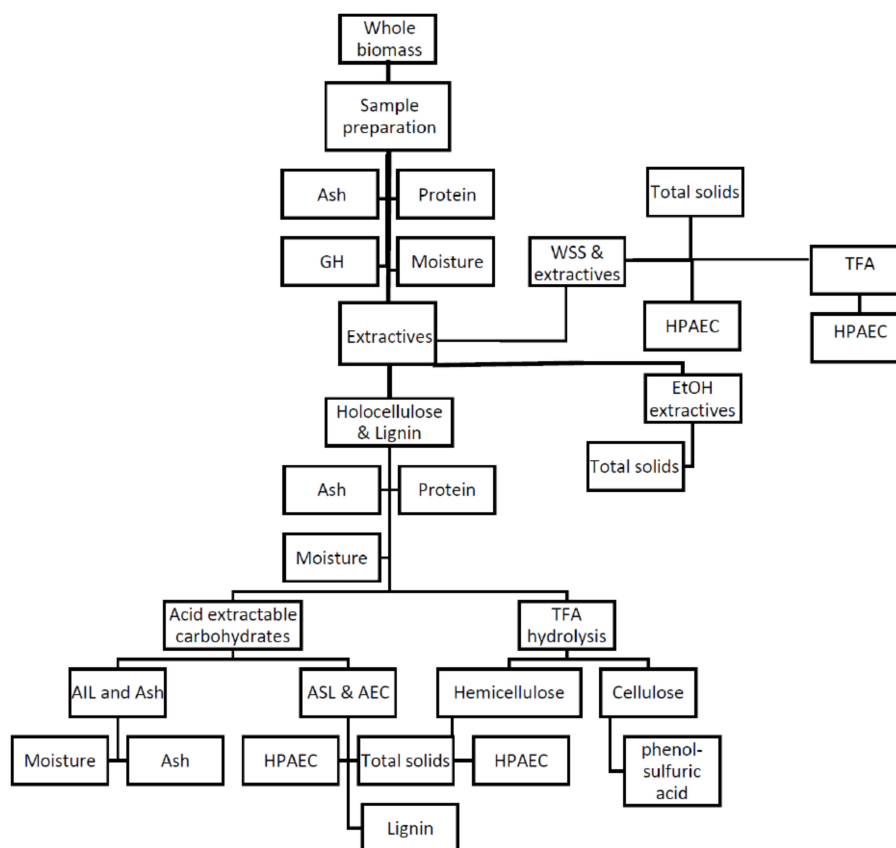 Whole
biomass
Sample
preparation
Ash
Protein
Total solids
GH
Moisture
WSS &
extractives
TFA
Extractives
HPAEC
HPAEC
EtOH
extractives
Holocellulose
& Lignin
Total solids
Ash
Protein
Moisture
Acid extractable
carbohydrates
TFA
hydrolysis
AIL and Ash
ASL & AEC
Hemicellulose
Cellulose
Moisture
Ash
HPAEC
Total solids
HPAEC
phenol-
sulfuric
acid
Lignin